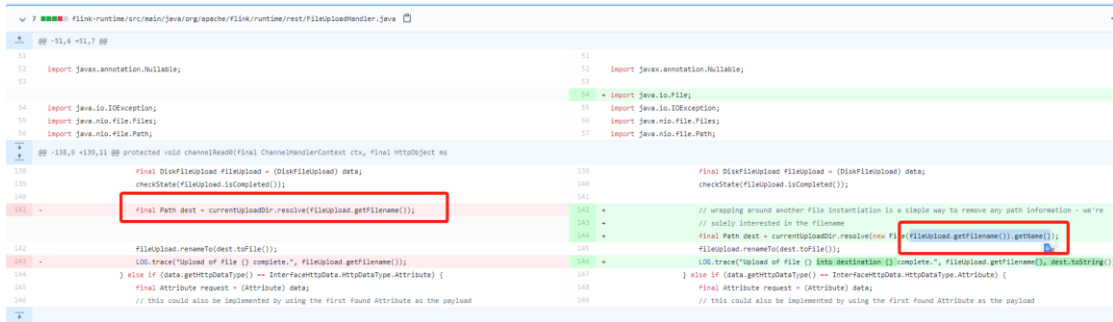 7 flink-runtime/src/main/java/org/apache/flink/runtime/rest/FileUploadHandler.java
@@ -51,6 +51,7 @@
51
52 import javax.annotation.Nullable;
53
54 import java.io.IOException;
55 import java.nio.file.Files;
56 import java.nio.file.Path;
51
52 import javax.annotation.Nullable;
53
54 + import java.io.File;
55 import java.io.IOException;
56 import java.nio.file.Files;
57 import java.nio.file.Path;
@@ -138,9 +139,11 @@ protected void channelRead0(final ChannelHandlerContext ctx, final HttpObject ms
138 final DiskFileUpload fileUpload = (DiskFileUpload) data;
139 checkState(fileUpload.isCompleted());
140
141 - final Path dest = currentUploadDir.resolve(fileUpload.getFilename());
142 fileUpload.renameTo(dest.toFile());
143 - LOG.trace("Upload of file {} complete.", fileUpload.getFilename());
144 } else if (data.getHttpDataType() == InterfaceHttpData.HttpDataType.Attribute) {
145 final Attribute request = (Attribute) data;
146 // this could also be implemented by using the first found Attribute as the payload
139 final DiskFileUpload fileUpload = (DiskFileUpload) data;
140 checkState(fileUpload.isCompleted());
141
142 + // wrapping around another File instantiation is a simple way to remove any path information - we're
143 + // solely interested in the filename
144 + final Path dest = currentUploadDir.resolve(new File(fileUpload.getFilename()).getName());
145 fileUpload.renameTo(dest.toFile());
146 + LOG.trace("Upload of file {} into destination {} complete.", fileUpload.getFilename(), dest.toString()
147 } else if (data.getHttpDataType() == InterfaceHttpData.HttpDataType.Attribute) {
148 final Attribute request = (Attribute) data;
149 // this could also be implemented by using the first found Attribute as the payload